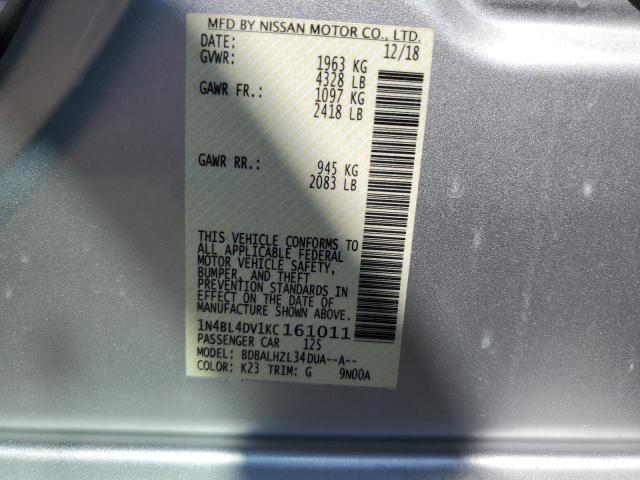 MFD BY NISSAN MOTOR CO., LTD.
DATE: 12/18
GVWR: 1963 KG
4328 LB
GAWR FR.: 1097 KG
2418 LB
GAWR RR.: 945 KG
2083 LB
THIS VEHICLE CONFORMS TO
ALL APPLICABLE FEDERAL
MOTOR VEHICLE SAFETY,
BUMPER, AND THEFT
PREVENTION STANDARDS IN
EFFECT ON THE DATE OF
MANUFACTURE SHOWN ABOVE.
1N4BL4DV1KC161011
PASSENGER CAR 125
MODEL: BDBALHZL34DUA--A--
COLOR: K23 TRIM: G 9N00A